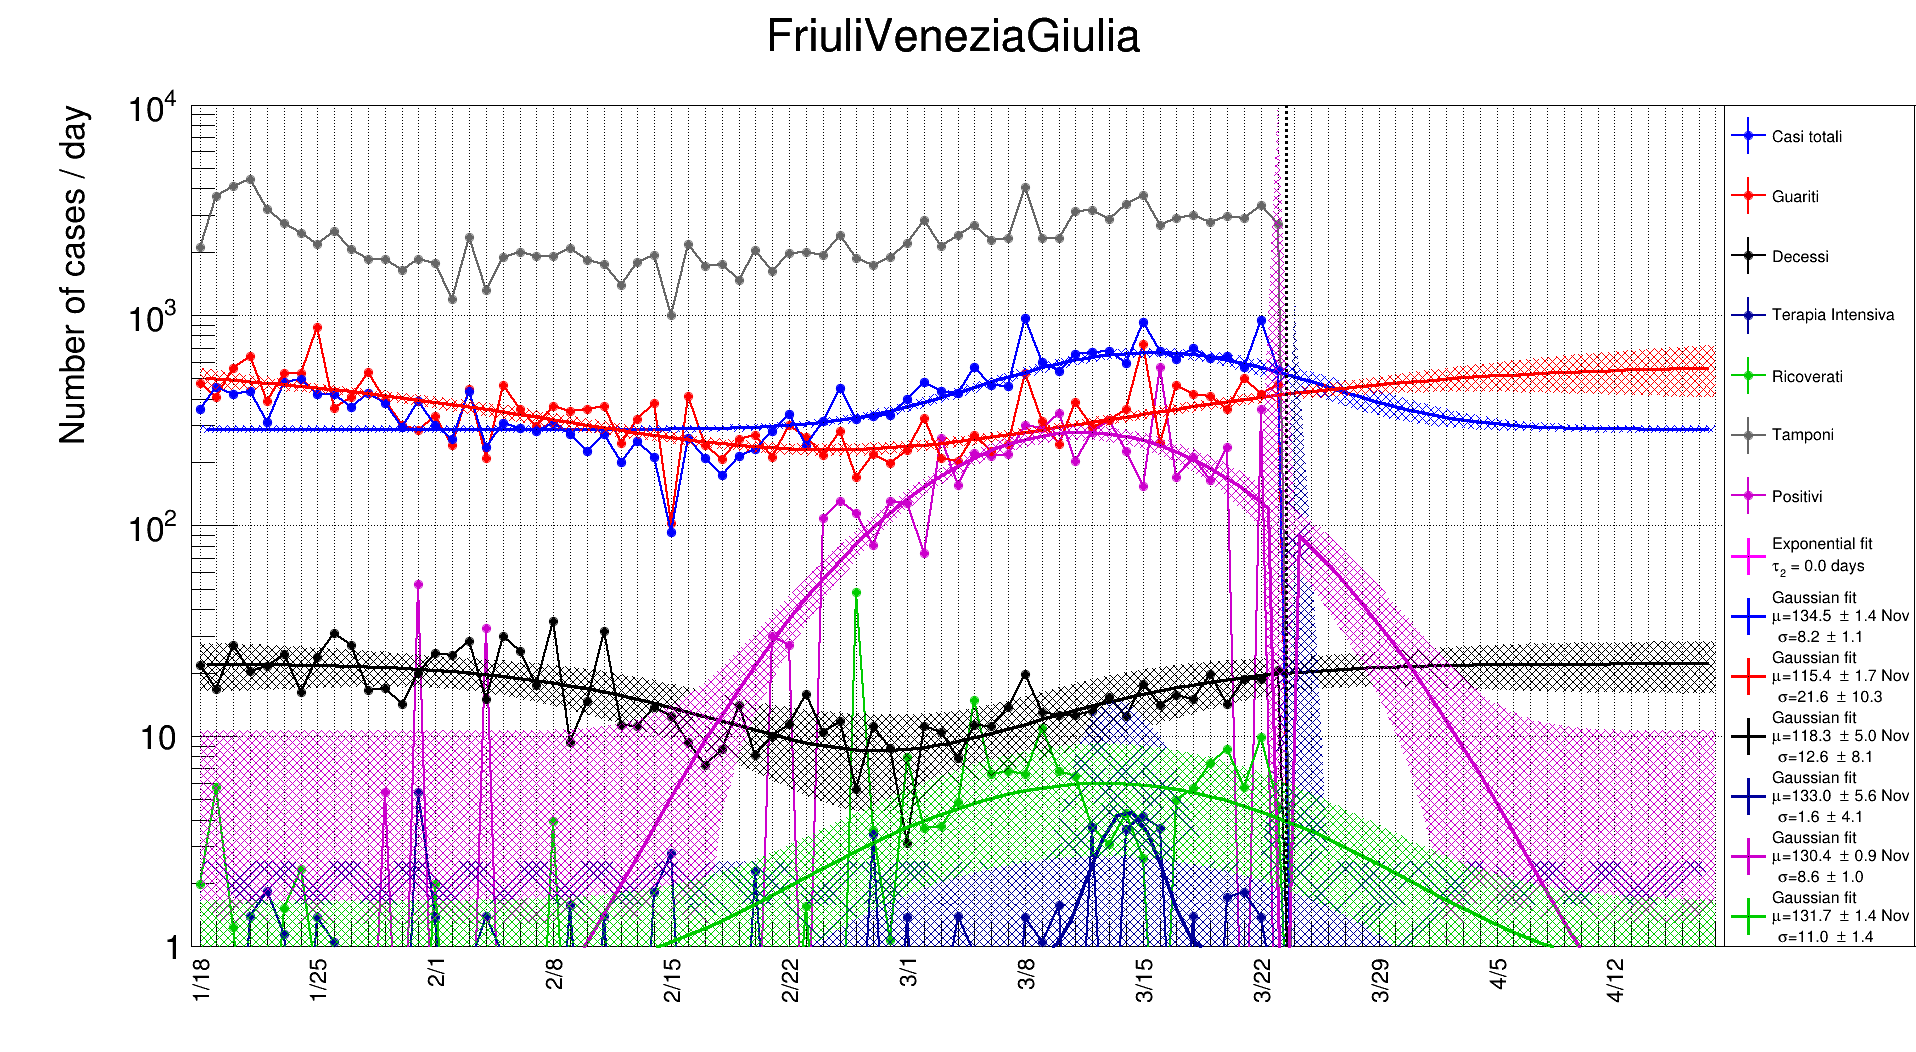 FriuliVeneziaGiulia
Number of cases / day
10^4
10^3
10^2
10
1
1/18
1/25
2/1
2/8
2/15
2/22
3/1
3/8
3/15
3/22
3/29
4/5
4/12
Casi totali
Guariti
Decessi
Terapia Intensiva
Ricoverati
Tamponi
Positivi
Exponential fit
τ2 = 0.0 days
Gaussian fit
μ=134.5 ± 1.4 Nov
σ=8.2 ± 1.1
Gaussian fit
μ=115.4 ± 1.7 Nov
σ=21.6 ± 10.3
Gaussian fit
μ=118.3 ± 5.0 Nov
σ=12.6 ± 8.1
Gaussian fit
μ=133.0 ± 5.6 Nov
σ=1.6 ± 4.1
Gaussian fit
μ=130.4 ± 0.9 Nov
σ=8.6 ± 1.0
Gaussian fit
μ=131.7 ± 1.4 Nov
σ=11.0 ± 1.4